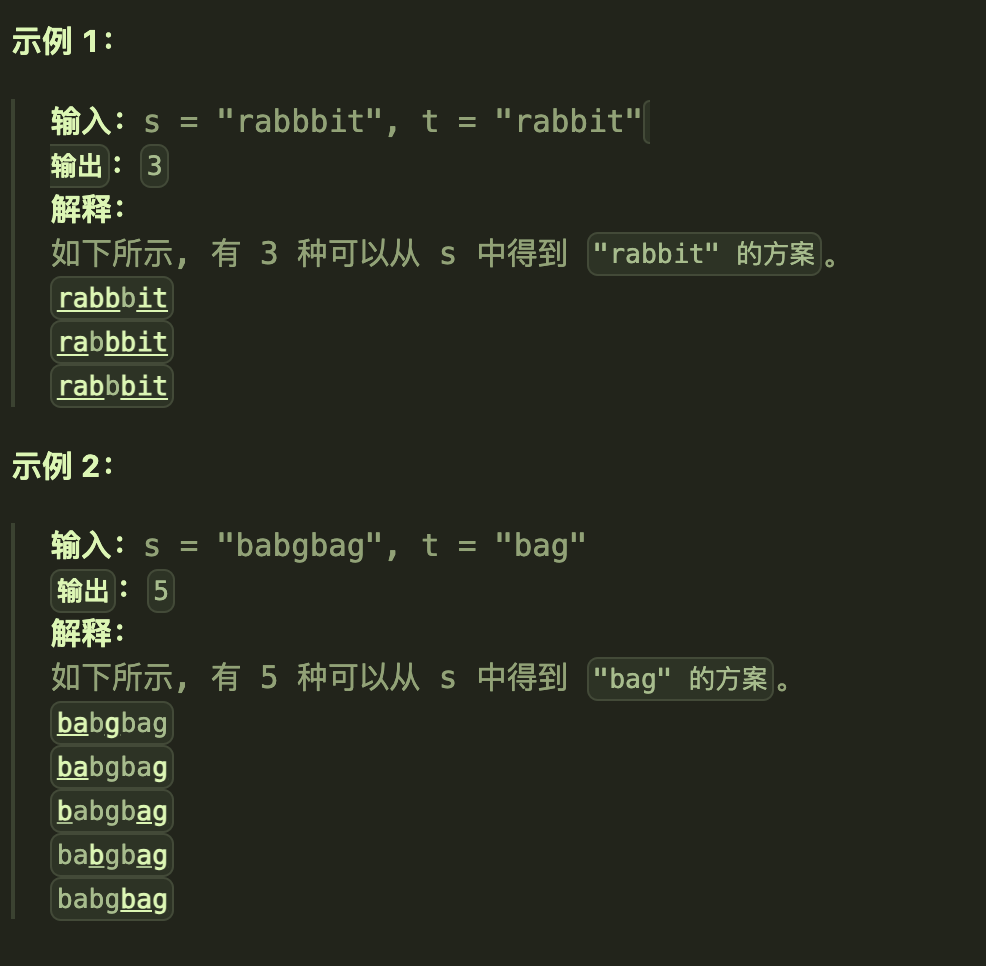 示例 1：
输入：s = "rabbbit", t = "rabbit"
输出：3
解释：
如下所示, 有 3 种可以从 s 中得到 "rabbit" 的方案。
rabbbit
rabbbit
rabbbit
示例 2：
输入：s = "babgbag", t = "bag"
输出：5
解释：
如下所示, 有 5 种可以从 s 中得到 "bag" 的方案。
babgbag
babgbag
babgbag
babgbag
babgbag